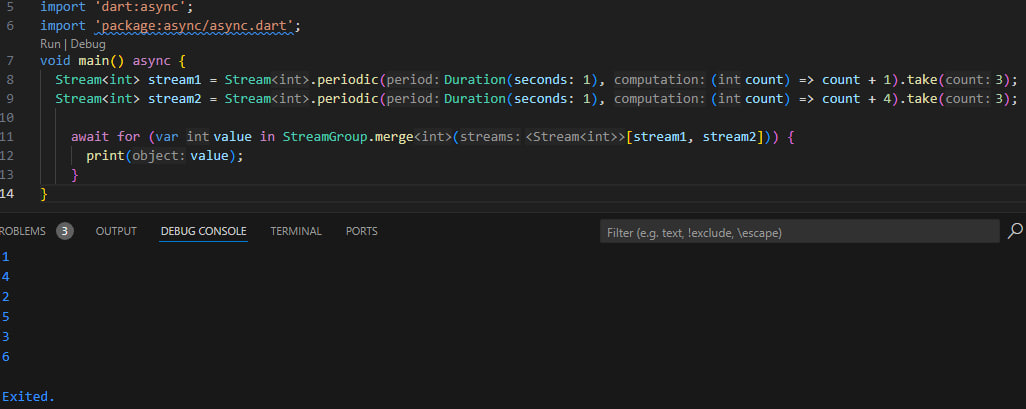 5 import 'dart:async';
6 import 'package:async/async.dart';
Run | Debug
7 void main() async {
8 Stream<int> stream1 = Stream<int>.periodic(period: Duration(seconds: 1), computation: (int count) => count + 1).take(count: 3);
9 Stream<int> stream2 = Stream<int>.periodic(period: Duration(seconds: 1), computation: (int count) => count + 4).take(count: 3);
10
11 await for (var int value in StreamGroup.merge<int>(streams: <Stream<int>>[stream1, stream2])) {
12 print(object: value);
13 }
14 }
ROBLEMS 3 OUTPUT DEBUG CONSOLE TERMINAL PORTS Filter (e.g. text, !exclude, \escape)
1
4
2
5
3
6
Exited.